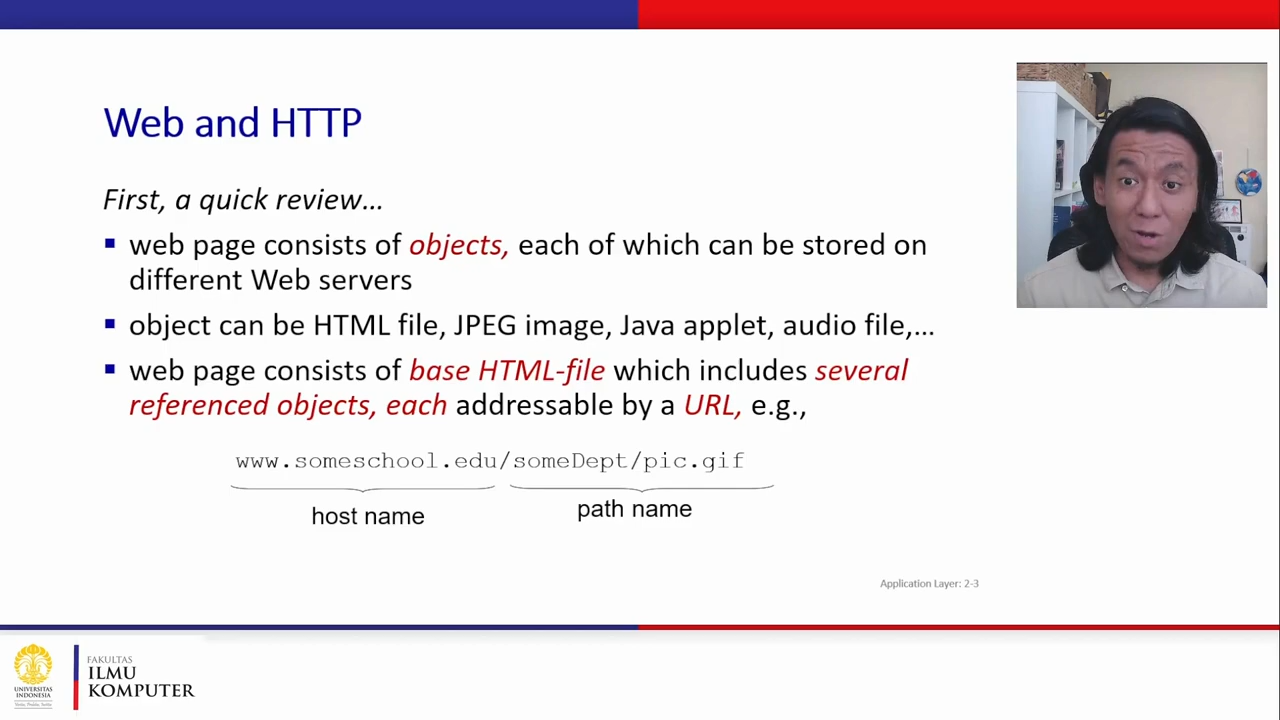 Web and HTTP
First, a quick review...
▪ web page consists of objects, each of which can be stored on
different Web servers
▪ object can be HTML file, JPEG image, Java applet, audio file,...
▪ web page consists of base HTML-file which includes several
referenced objects, each addressable by a URL, e.g.,
www.someschool.edu/someDept/pic.gif
host name
path name
Application Layer: 2-3
UNIVERSITAS
INDONESIA
FAKULTAS
ILMU
KOMPUTER